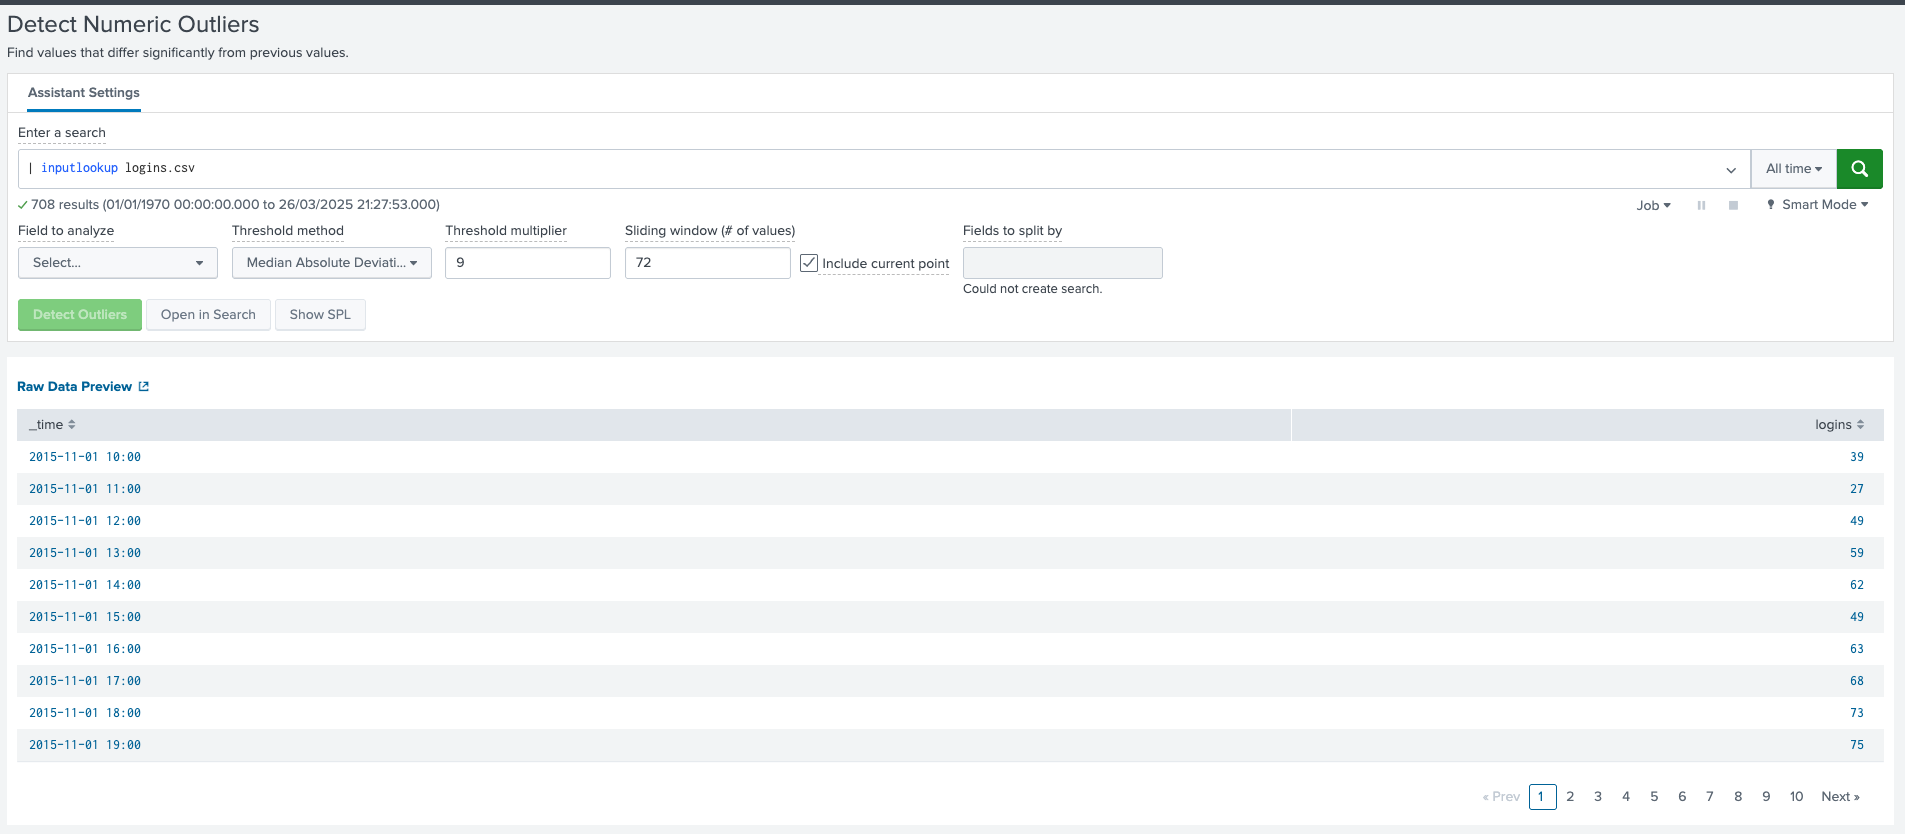 Detect Numeric Outliers
Find values that differ significantly from previous values.
Assistant Settings
Enter a search
| inputlookup logins.csv
All time
708 results (01/01/1970 00:00:00.000 to 26/03/2025 21:27:53.000)
Job
Smart Mode
Field to analyze
Threshold method
Threshold multiplier
Sliding window (# of values)
Fields to split by
Select...
Median Absolute Deviati...
9
72
Include current point
Could not create search.
Detect Outliers
Open in Search
Show SPL
Raw Data Preview
_time logins
2015-11-01 10:00 39
2015-11-01 11:00 27
2015-11-01 12:00 49
2015-11-01 13:00 59
2015-11-01 14:00 62
2015-11-01 15:00 49
2015-11-01 16:00 63
2015-11-01 17:00 68
2015-11-01 18:00 73
2015-11-01 19:00 75
« Prev 1 2 3 4 5 6 7 8 9 10 Next »